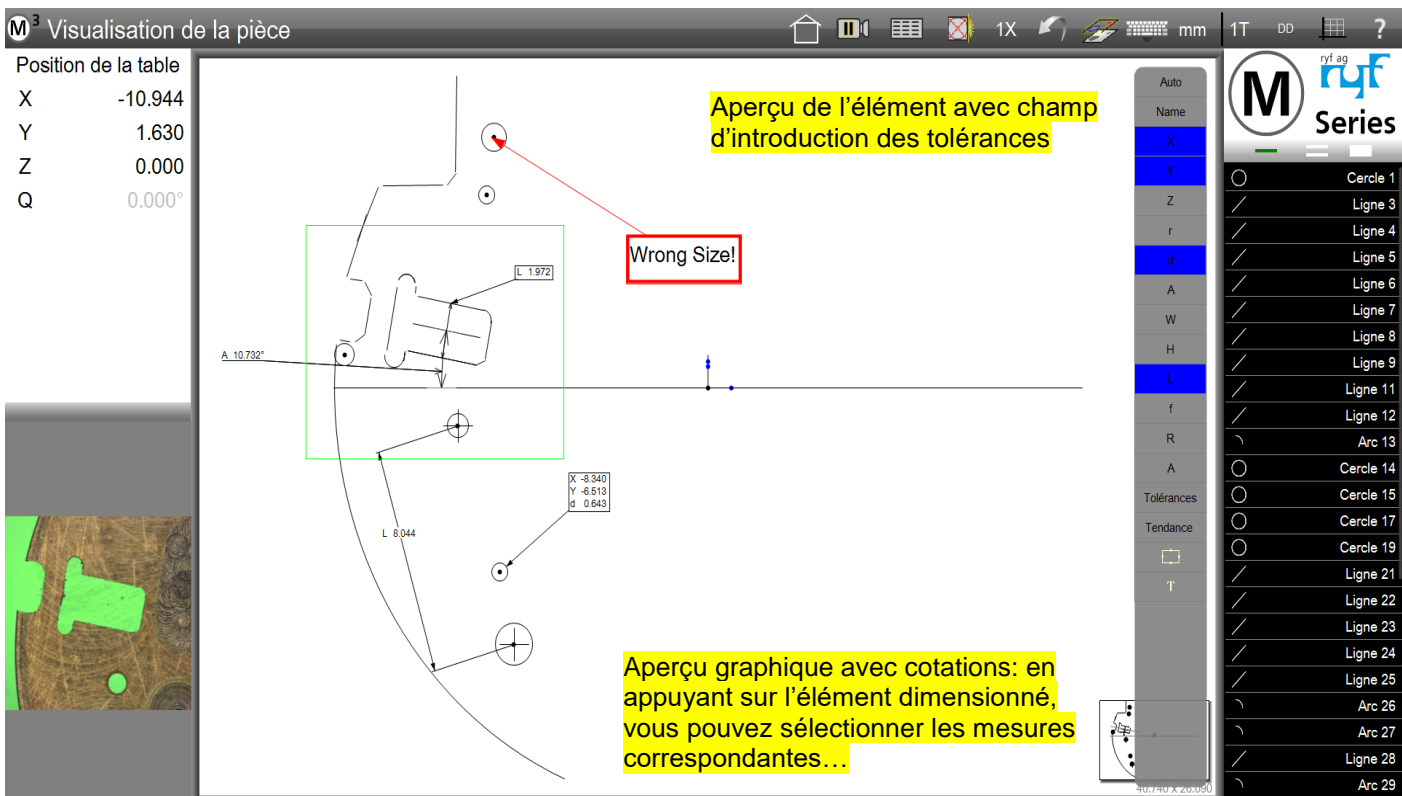 M³ Visualisation de la pièce
1X
mm
1T
DD
?
Position de la table
X -10.944
Y 1.630
Z 0.000
Q 0.000°
Aperçu de l'élément avec champ
d'introduction des tolérances
Wrong Size!
L 1.972
A 10.732°
X -8.340
Y -6.513
d 0.643
L 8.044
Aperçu graphique avec cotations: en
appuyant sur l'élément dimensionné,
vous pouvez sélectionner les mesures
correspondantes…
40.740 x 26.090
Auto
Name
X
Y
Z
r
d
A
W
H
L
f
R
A
Tolérances
Tendance
T
M
ryf ag
ryf
Series
Cercle 1
Ligne 3
Ligne 4
Ligne 5
Ligne 6
Ligne 7
Ligne 8
Ligne 9
Ligne 11
Ligne 12
Arc 13
Cercle 14
Cercle 15
Cercle 17
Cercle 19
Ligne 21
Ligne 22
Ligne 23
Ligne 24
Ligne 25
Arc 26
Arc 27
Ligne 28
Arc 29